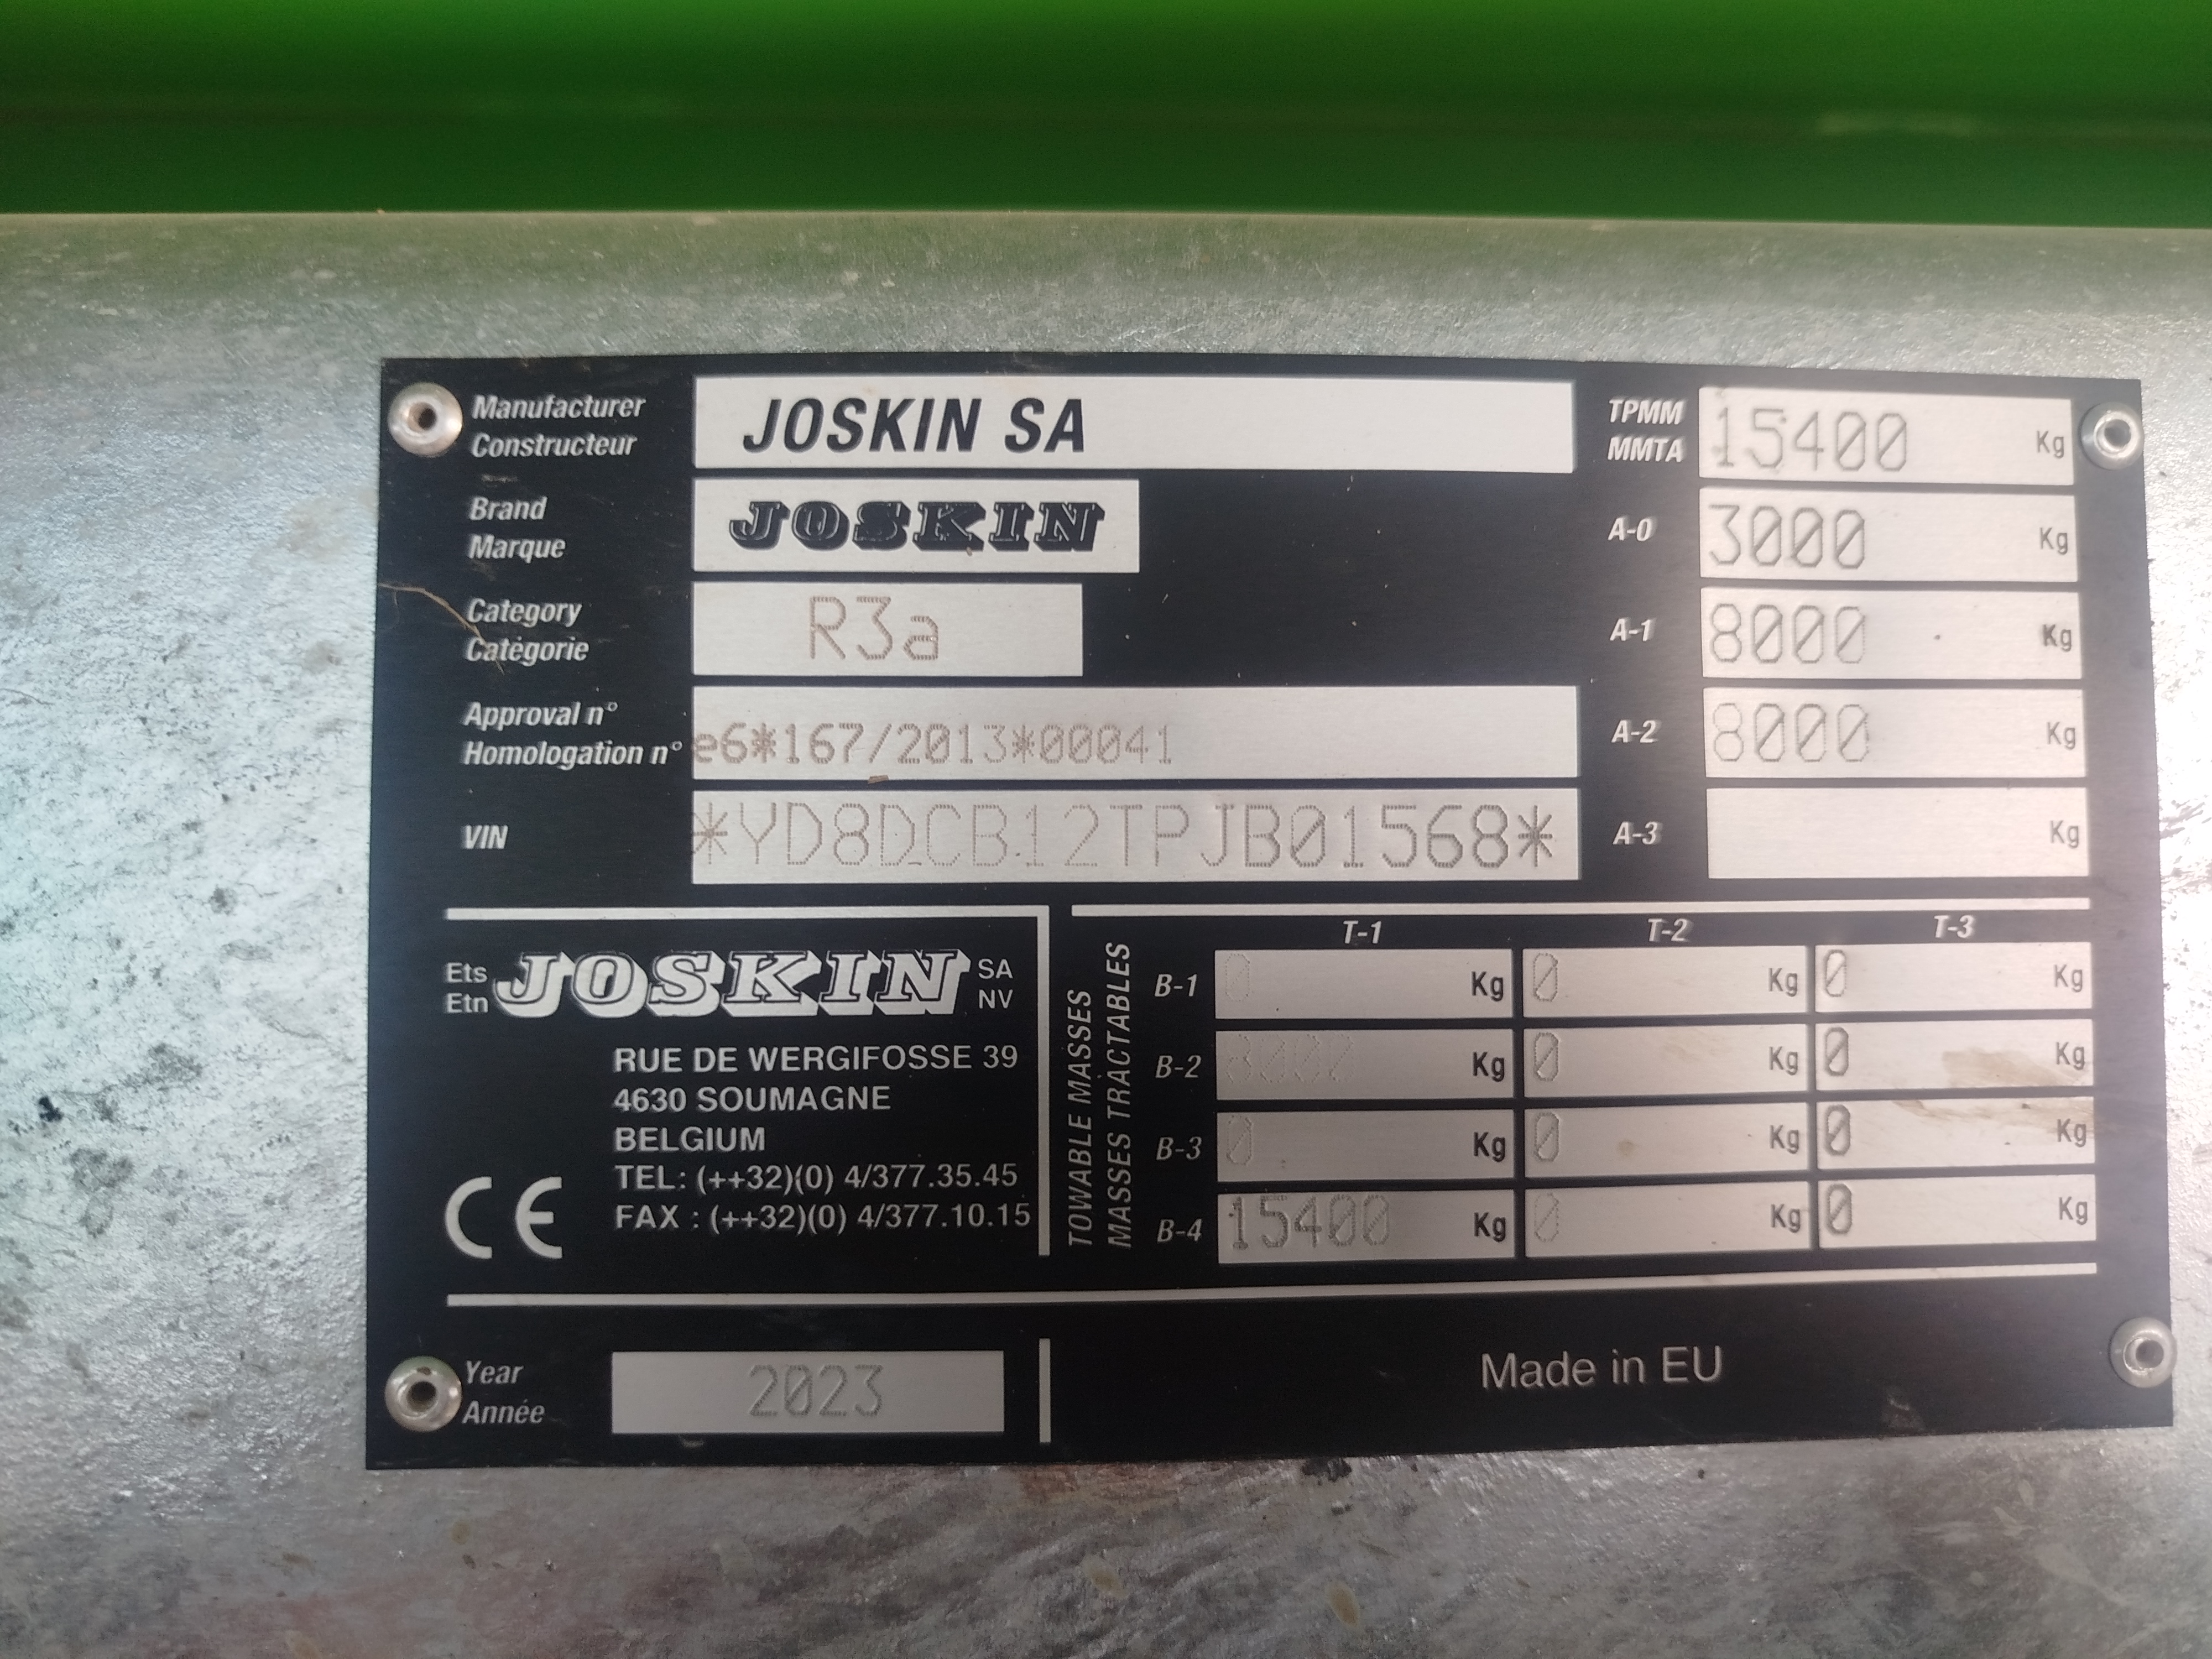 Manufacturer
Constructeur
JOSKIN SA
TPMM
MMTA
15400 Kg
Brand
Marque
JOSKIN
A-0 3000 Kg
Category
Catégorie
R3a
A-1 8000 Kg
Approval n°
Homologation n°
e6*167/2013*00041
A-2 8000 Kg
VIN *YD8DCB12TPJB01568*
A-3 Kg
Ets
Etn
JOSKIN
SA
NV
RUE DE WERGIFOSSE 39
4630 SOUMAGNE
BELGIUM
TEL: (++32)(0) 4/377.35.45
FAX : (++32)(0) 4/377.10.15
CE
TOWABLE MASSES
MASSES TRACTABLES
T-1 T-2 T-3
B-1 0 Kg 0 Kg 0 Kg
B-2 Kg 0 Kg 0 Kg
B-3 0 Kg 0 Kg 0 Kg
B-4 15400 Kg 0 Kg 0 Kg
Year
Année
2023
Made in EU